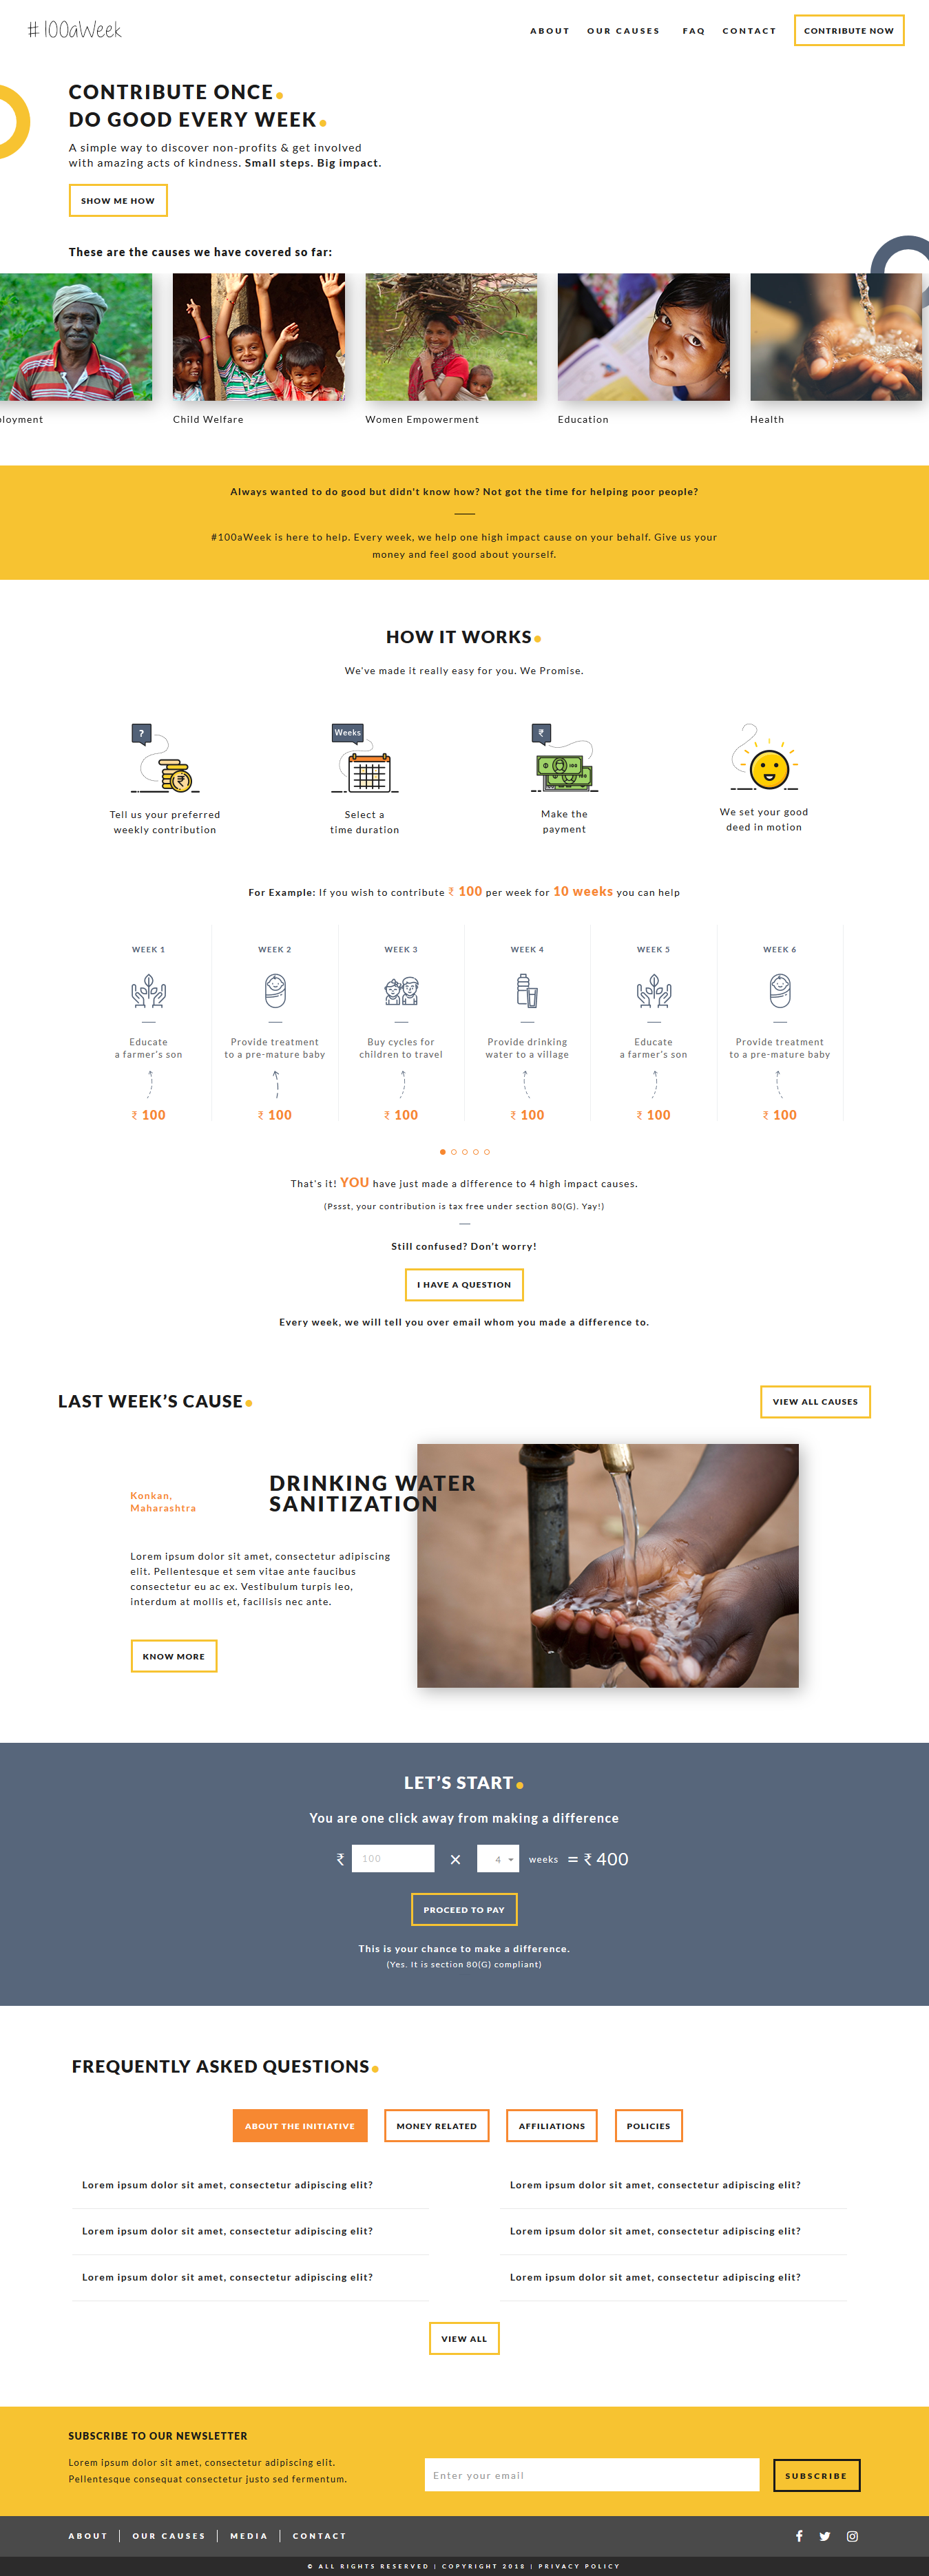 #100aWeek
ABOUT OUR CAUSES FAQ CONTACT CONTRIBUTE NOW
CONTRIBUTE ONCE
DO GOOD EVERY WEEK
A simple way to discover non-profits & get involved
with amazing acts of kindness. Small steps. Big impact.
SHOW ME HOW
These are the causes we have covered so far:
loyment
Child Welfare
Women Empowerment
Education
Health
Always wanted to do good but didn't know how? Not got the time for helping poor people?
#100aWeek is here to help. Every week, we help one high impact cause on your behalf. Give us your
money and feel good about yourself.
HOW IT WORKS
We've made it really easy for you. We Promise.
?
₹
Tell us your preferred
weekly contribution
Weeks
Select a
time duration
₹
100
100
Make the
payment
We set your good
deed in motion
For Example: If you wish to contribute ₹ 100 per week for 10 weeks you can help
WEEK 1
Educate
a farmer's son
₹ 100
WEEK 2
Provide treatment
to a pre-mature baby
₹ 100
WEEK 3
Buy cycles for
children to travel
₹ 100
WEEK 4
Provide drinking
water to a village
₹ 100
WEEK 5
Educate
a farmer's son
₹ 100
WEEK 6
Provide treatment
to a pre-mature baby
₹ 100
That's it! YOU have just made a difference to 4 high impact causes.
(Pssst, your contribution is tax free under section 80(G). Yay!)
Still confused? Don't worry!
I HAVE A QUESTION
Every week, we will tell you over email whom you made a difference to.
LAST WEEK'S CAUSE
VIEW ALL CAUSES
Konkan,
Maharashtra
DRINKING WATER
SANITIZATION
Lorem ipsum dolor sit amet, consectetur adipiscing
elit. Pellentesque et sem vitae ante faucibus
consectetur eu ac ex. Vestibulum turpis leo,
interdum at mollis et, facilisis nec ante.
KNOW MORE
LET'S START
You are one click away from making a difference
₹ 100 × 4 weeks = ₹ 400
PROCEED TO PAY
This is your chance to make a difference.
(Yes. It is section 80(G) compliant)
FREQUENTLY ASKED QUESTIONS
ABOUT THE INITIATIVE MONEY RELATED AFFILIATIONS POLICIES
Lorem ipsum dolor sit amet, consectetur adipiscing elit?
Lorem ipsum dolor sit amet, consectetur adipiscing elit?
Lorem ipsum dolor sit amet, consectetur adipiscing elit?
Lorem ipsum dolor sit amet, consectetur adipiscing elit?
Lorem ipsum dolor sit amet, consectetur adipiscing elit?
Lorem ipsum dolor sit amet, consectetur adipiscing elit?
VIEW ALL
SUBSCRIBE TO OUR NEWSLETTER
Lorem ipsum dolor sit amet, consectetur adipiscing elit.
Pellentesque consequat consectetur justo sed fermentum.
Enter your email
SUBSCRIBE
ABOUT | OUR CAUSES | MEDIA | CONTACT
© ALL RIGHTS RESERVED | COPYRIGHT 2018 | PRIVACY POLICY